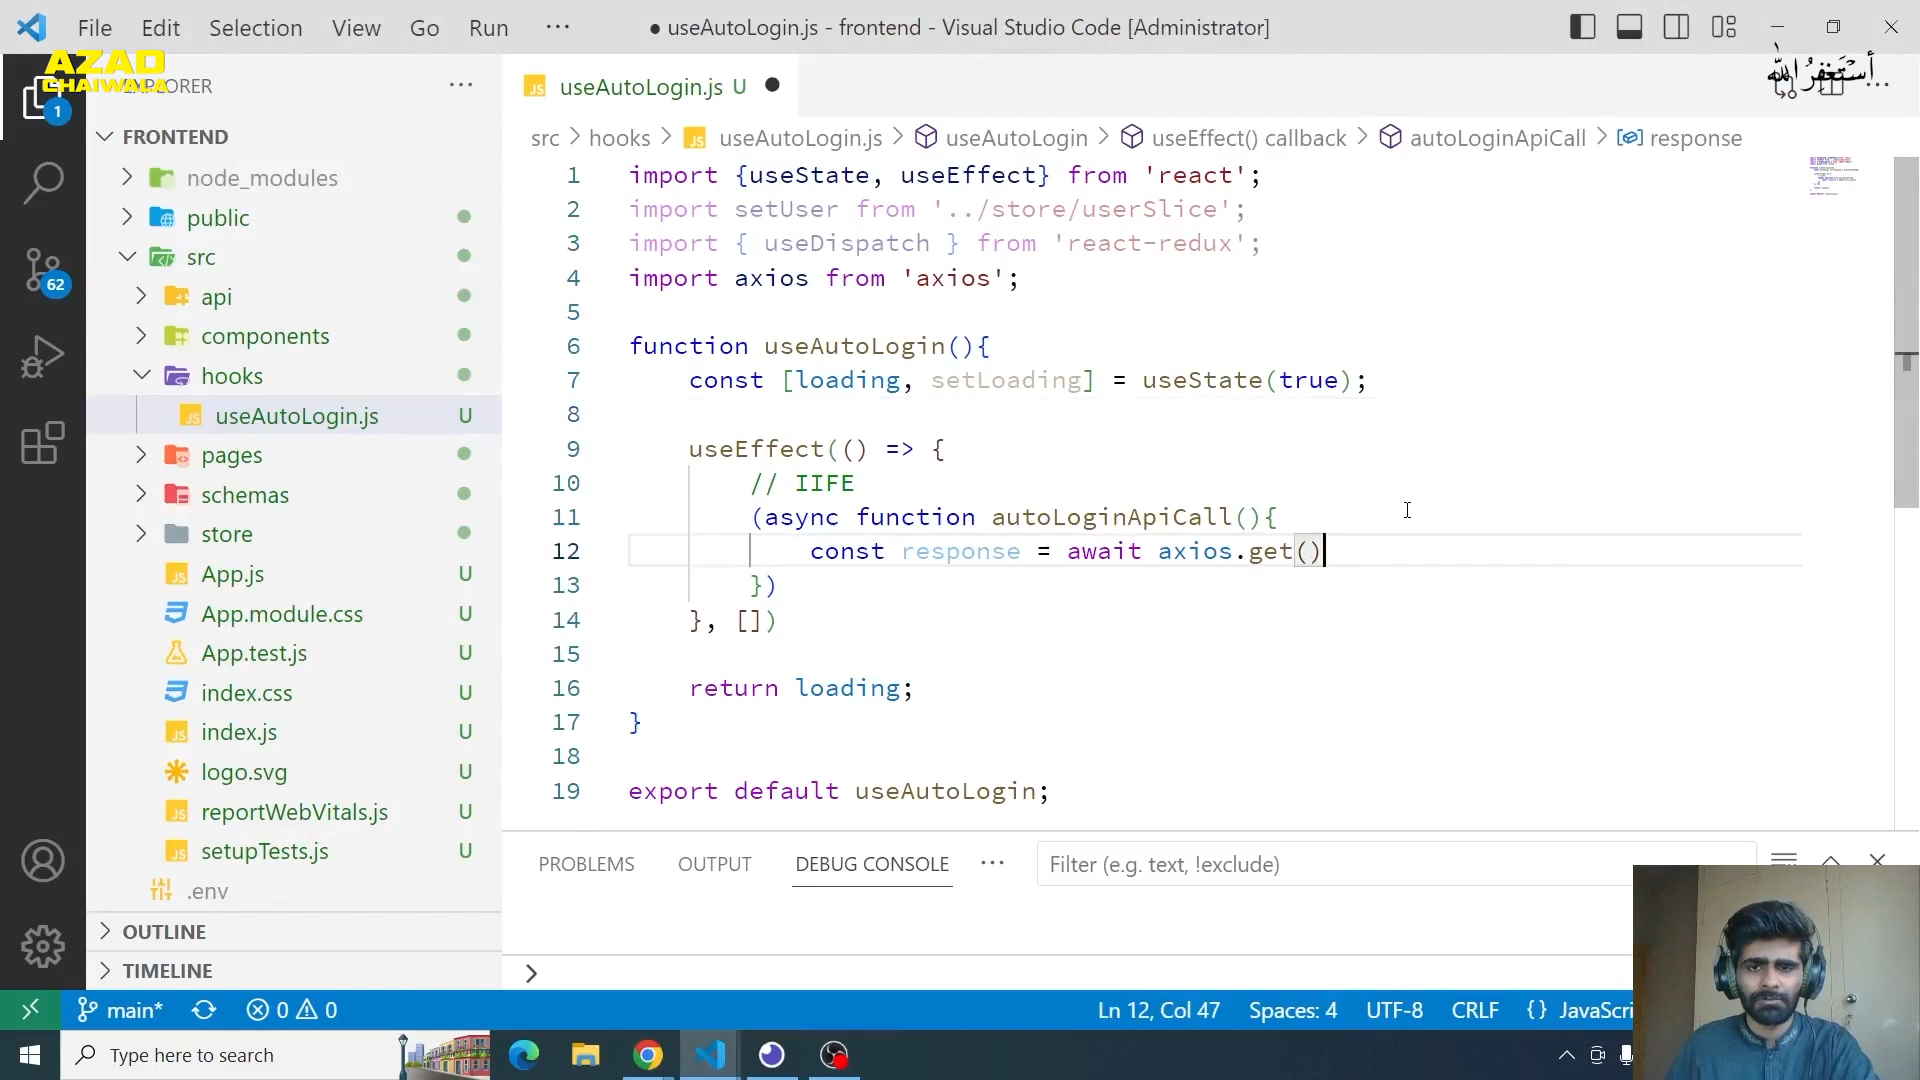 File Edit Selection View Go Run ··· ● useAutoLogin.js - frontend - Visual Studio Code [Administrator]
AZAD
CHAIWALA
EXPLORER ···
أستغفر الله
1
62
FRONTEND
node_modules
public
src
api
components
hooks
useAutoLogin.js U
pages
schemas
store
App.js U
App.module.css U
App.test.js U
index.css U
index.js U
logo.svg U
reportWebVitals.js U
setupTests.js U
.env
OUTLINE
TIMELINE
JS useAutoLogin.js U ●
src > hooks > JS useAutoLogin.js > useAutoLogin > useEffect() callback > autoLoginApiCall > response
1 import {useState, useEffect} from 'react';
2 import setUser from '../store/userSlice';
3 import { useDispatch } from 'react-redux';
4 import axios from 'axios';
5
6 function useAutoLogin(){
7 const [loading, setLoading] = useState(true);
8
9 useEffect(() => {
10 // IIFE
11 (async function autoLoginApiCall(){
12 const response = await axios.get()
13 })
14 }, [])
15
16 return loading;
17 }
18
19 export default useAutoLogin;
PROBLEMS OUTPUT DEBUG CONSOLE ··· Filter (e.g. text, !exclude)
>
main* 0 0 Ln 12, Col 47 Spaces: 4 UTF-8 CRLF {} JavaScri
Type here to search